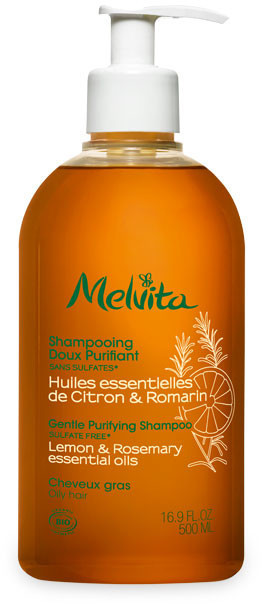 Melvita
Shampooing
Doux Purifiant
SANS SULFATES*
Huiles essentielles
de Citron & Romarin
Gentle Purifying Shampoo
SULFATE FREE*
Lemon & Rosemary
essential oils
Cheveux gras
Oily hair
BIO
16.9 FL.OZ
500 ML